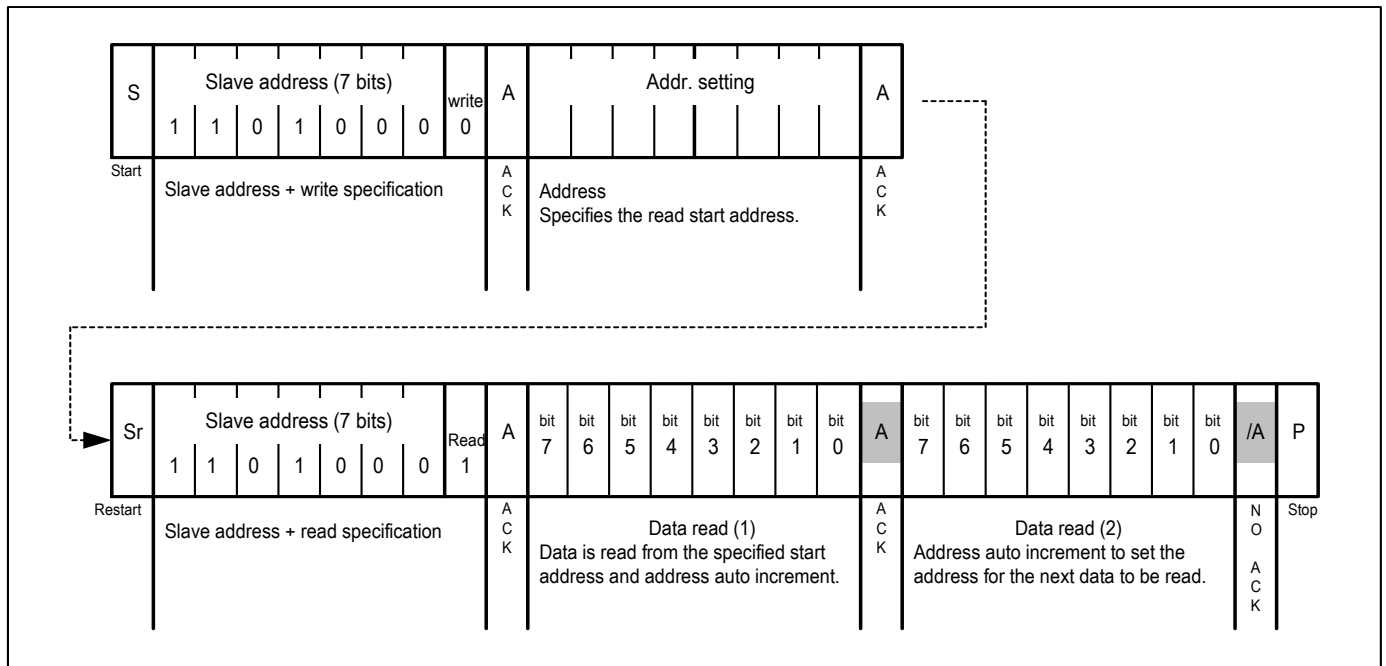 S Slave address (7 bits) write A Addr. setting A
1 1 0 1 0 0 0 0
Start
Slave address + write specification
A C K
Address
Specifies the read start address.
A C K
Sr Slave address (7 bits) Read A bit 7 bit 6 bit 5 bit 4 bit 3 bit 2 bit 1 bit 0 A bit 7 bit 6 bit 5 bit 4 bit 3 bit 2 bit 1 bit 0 /A P
1 1 0 1 0 0 0 1
Restart
Slave address + read specification
A C K
Data read (1)
Data is read from the specified start
address and address auto increment.
A C K
Data read (2)
Address auto increment to set the
address for the next data to be read.
N O A C K
Stop